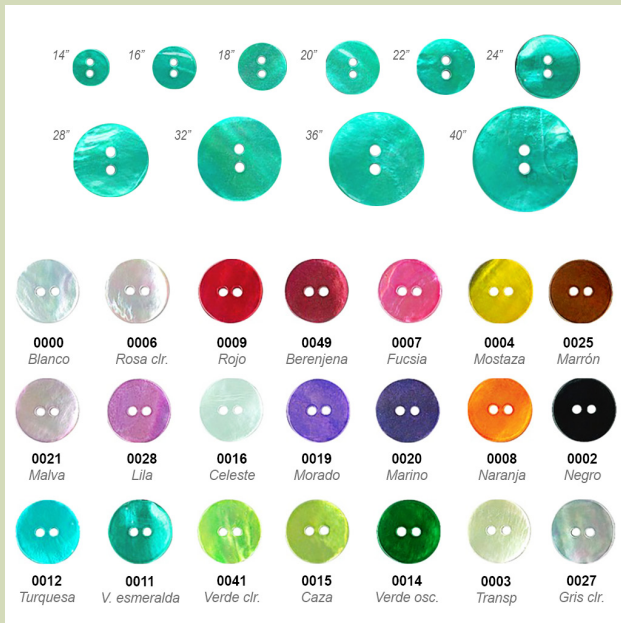 14” 16” 18” 20” 22” 24”
28” 32” 36” 40”
0000 0006 0009 0049 0007 0004 0025
Blanco Rosa clr. Rojo Berenjena Fucsia Mostaza Marrón
0021 0028 0016 0019 0020 0008 0002
Malva Lila Celeste Morado Marino Naranja Negro
0012 0011 0041 0015 0014 0003 0027
Turquesa V. esmeralda Verde clr. Caza Verde osc. Transp Gris clr.